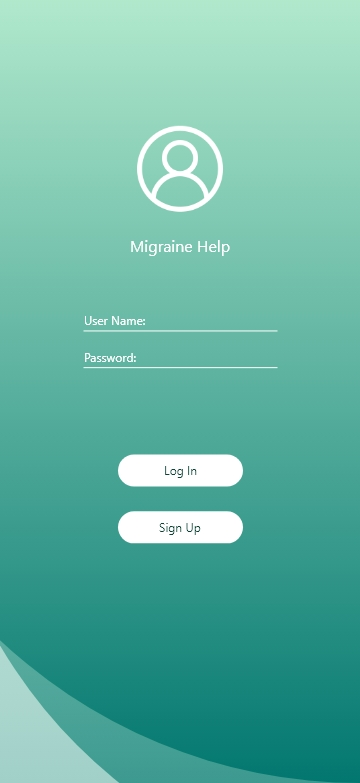 Migraine Help
User Name:
Password:
Log In
Sign Up